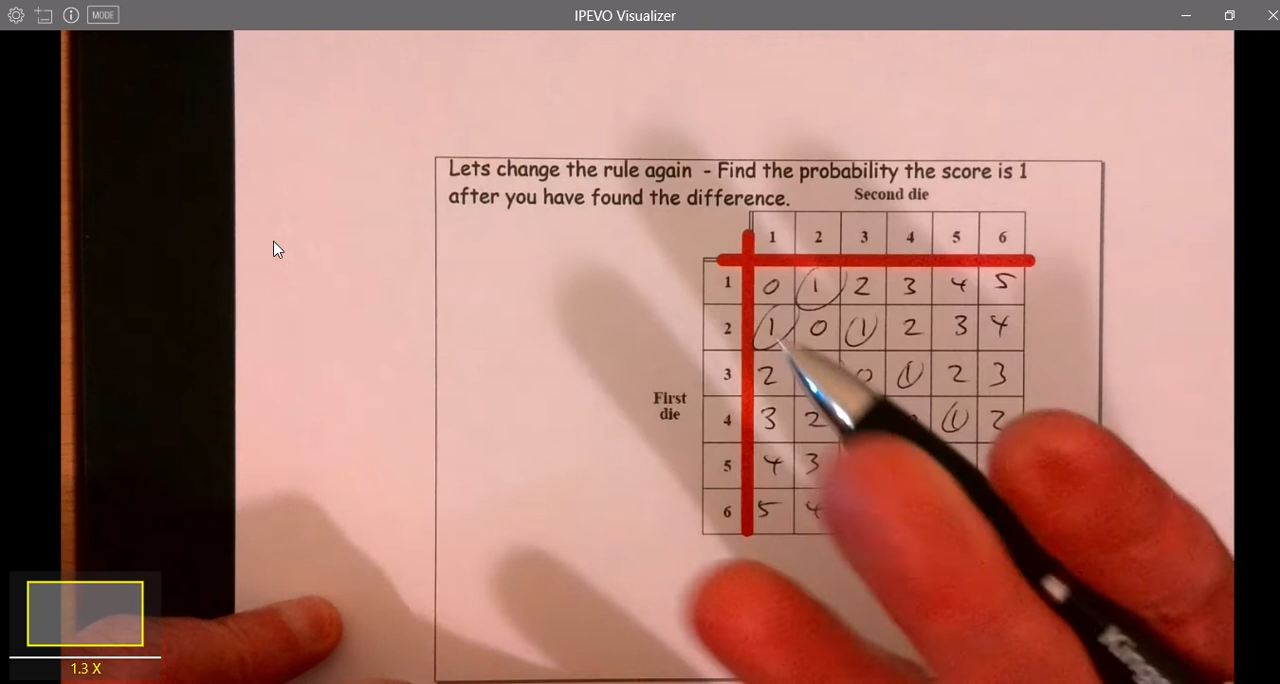 MODE
IPEVO Visualizer
Lets change the rule again - Find the probability the score is 1
after you have found the difference.
Second die
1 2 3 4 5 6
1 0 1 2 3 4 5
2 1 0 1 2 3 4
3 2 0 1 2 3
First
die
4 3 2 1 2
5 4 3
6 5 4
1.3 X